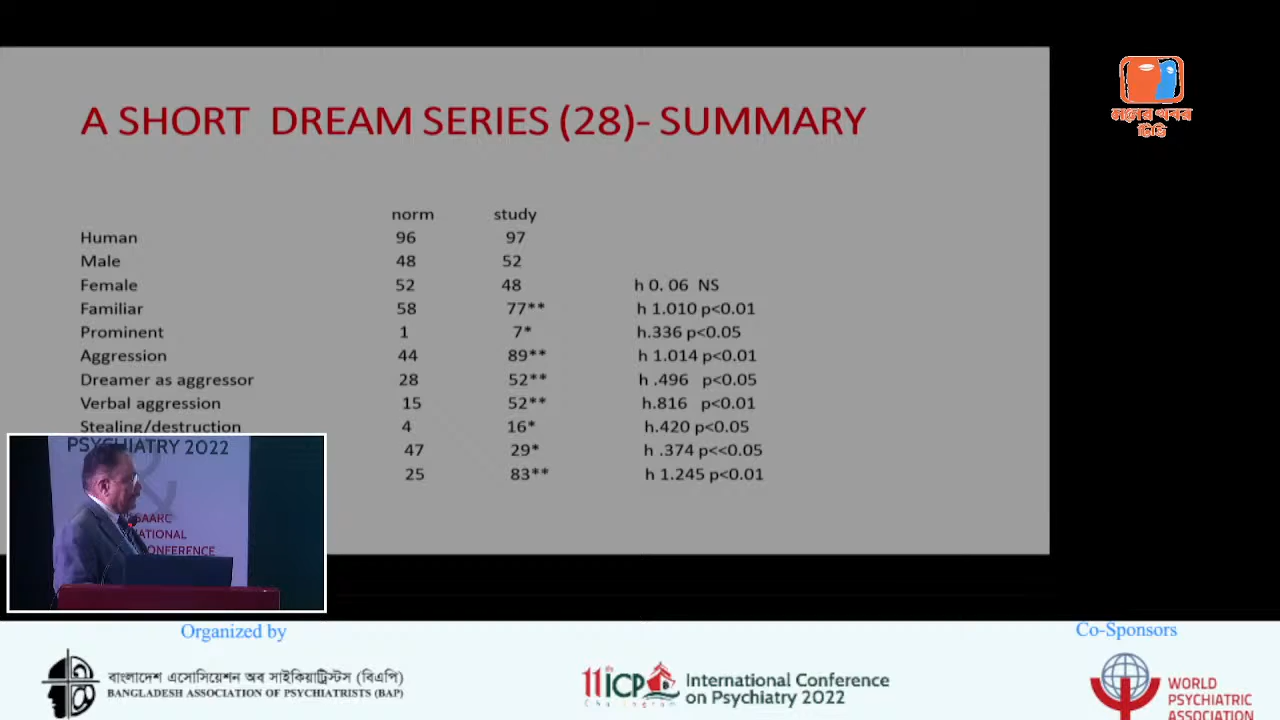 মনের খবর
টিভি
A SHORT DREAM SERIES (28)- SUMMARY
norm study
Human 96 97
Male 48 52
Female 52 48 h 0. 06 NS
Familiar 58 77** h 1.010 p<0.01
Prominent 1 7* h.336 p<0.05
Aggression 44 89** h 1.014 p<0.01
Dreamer as aggressor 28 52** h .496 p<0.05
Verbal aggression 15 52** h.816 p<0.01
Stealing/destruction 4 16* h.420 p<0.05
47 29* h .374 p<<0.05
25 83** h 1.245 p<0.01
PSYCHIATRY 2022
SAARC
CONFERENCE
Organized by
Co-Sponsors
বাংলাদেশ এসোসিয়েশন অব সাইকিয়াট্রিস্টস (বিএপি)
BANGLADESH ASSOCIATION OF PSYCHIATRISTS (BAP)
11 ICP
International Conference
on Psychiatry 2022
WORLD
PSYCHIATRIC
ASSOCIATION